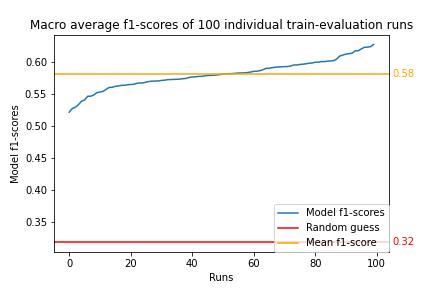 Macro average f1-scores of 100 individual train-evaluation runs
Model f1-scores
0.60
0.55
0.50
0.45
0.40
0.35
0.58
0.32
Model f1-scores
Random guess
Mean f1-score
0
20
40
60
80
100
Runs